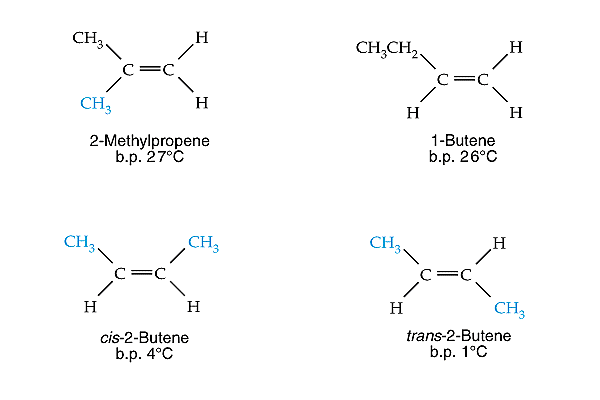 CH₃ H
C=C
CH₃ H
2-Methylpropene
b.p. 27°C
CH₃CH₂ H
C=C
H H
1-Butene
b.p. 26°C
CH₃ CH₃
C=C
H H
cis-2-Butene
b.p. 4°C
CH₃ H
C=C
H CH₃
trans-2-Butene
b.p. 1°C